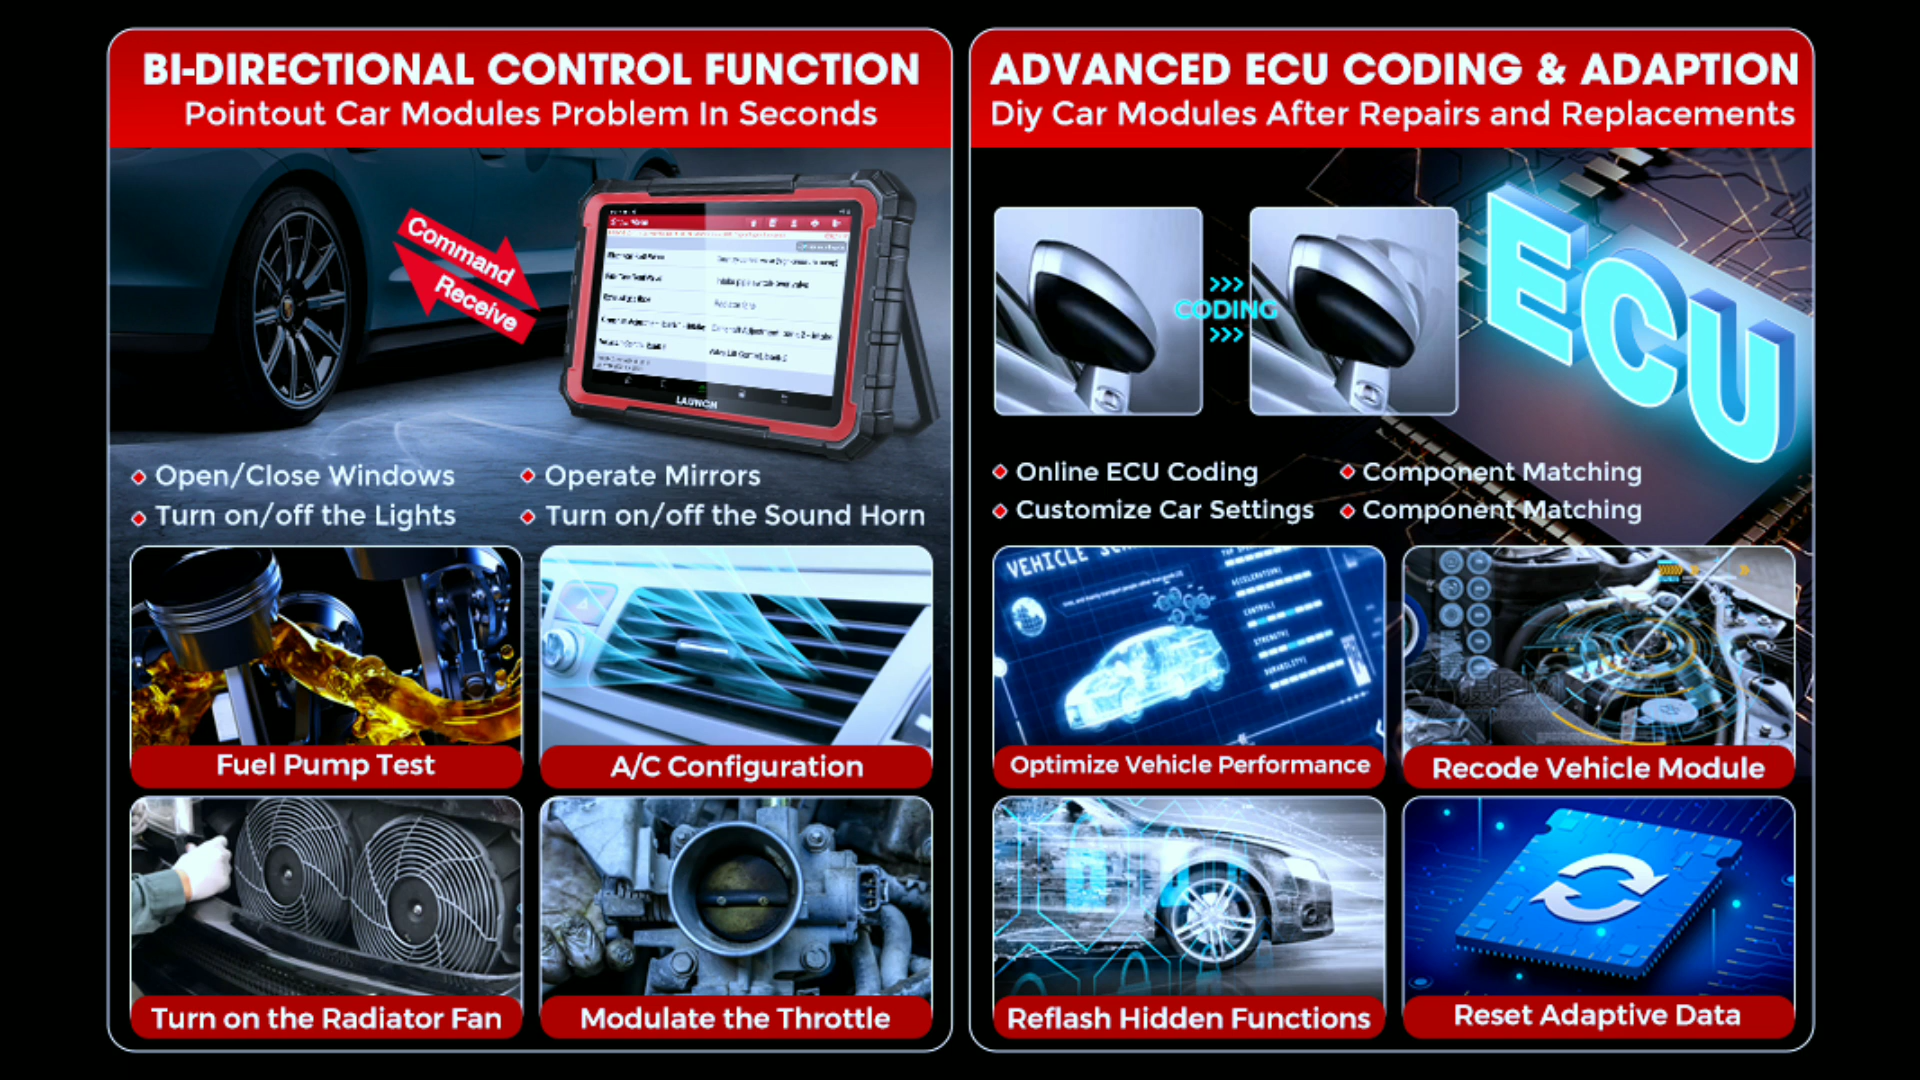 BI-DIRECTIONAL CONTROL FUNCTION
Pointout Car Modules Problem In Seconds
Command
Receive
LAUNCH
Open/Close Windows
Operate Mirrors
Turn on/off the Lights
Turn on/off the Sound Horn
Fuel Pump Test
A/C Configuration
Turn on the Radiator Fan
Modulate the Throttle
ADVANCED ECU CODING & ADAPTION
Diy Car Modules After Repairs and Replacements
CODING
ECU
Online ECU Coding
Component Matching
Customize Car Settings
Component Matching
VEHICLE
ACCELERATION
CONTROL
STRENGTH
DURABILITY
Optimize Vehicle Performance
Recode Vehicle Module
Reflash Hidden Functions
Reset Adaptive Data